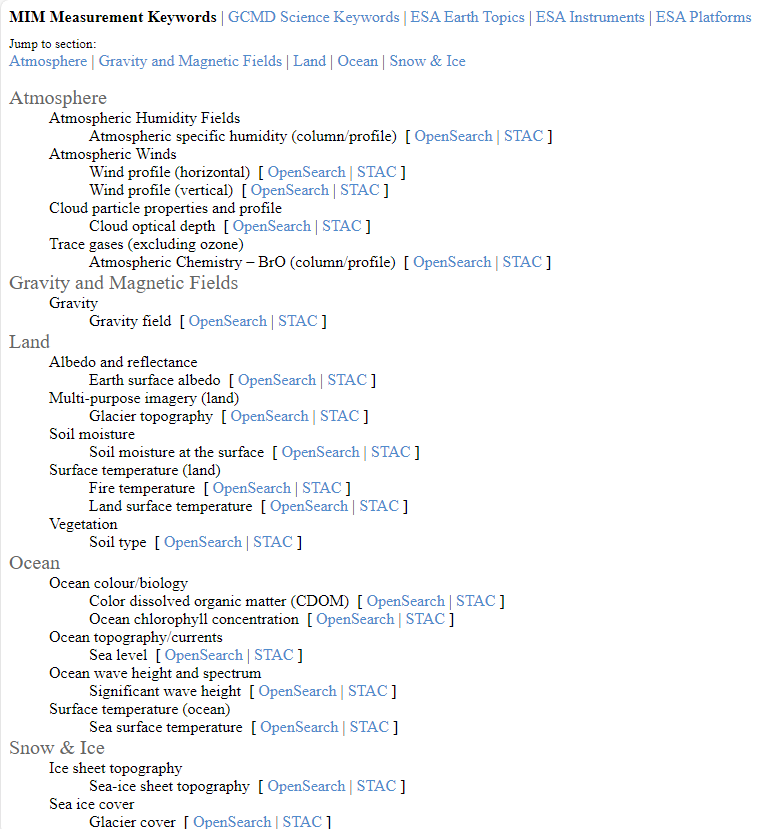 MIM Measurement Keywords | GCMD Science Keywords | ESA Earth Topics | ESA Instruments | ESA Platforms
Jump to section:
Atmosphere | Gravity and Magnetic Fields | Land | Ocean | Snow & Ice
Atmosphere
Atmospheric Humidity Fields
Atmospheric specific humidity (column/profile) [ OpenSearch | STAC ]
Atmospheric Winds
Wind profile (horizontal) [ OpenSearch | STAC ]
Wind profile (vertical) [ OpenSearch | STAC ]
Cloud particle properties and profile
Cloud optical depth [ OpenSearch | STAC ]
Trace gases (excluding ozone)
Atmospheric Chemistry – BrO (column/profile) [ OpenSearch | STAC ]
Gravity and Magnetic Fields
Gravity
Gravity field [ OpenSearch | STAC ]
Land
Albedo and reflectance
Earth surface albedo [ OpenSearch | STAC ]
Multi-purpose imagery (land)
Glacier topography [ OpenSearch | STAC ]
Soil moisture
Soil moisture at the surface [ OpenSearch | STAC ]
Surface temperature (land)
Fire temperature [ OpenSearch | STAC ]
Land surface temperature [ OpenSearch | STAC ]
Vegetation
Soil type [ OpenSearch | STAC ]
Ocean
Ocean colour/biology
Color dissolved organic matter (CDOM) [ OpenSearch | STAC ]
Ocean chlorophyll concentration [ OpenSearch | STAC ]
Ocean topography/currents
Sea level [ OpenSearch | STAC ]
Ocean wave height and spectrum
Significant wave height [ OpenSearch | STAC ]
Surface temperature (ocean)
Sea surface temperature [ OpenSearch | STAC ]
Snow & Ice
Ice sheet topography
Sea-ice sheet topography [ OpenSearch | STAC ]
Sea ice cover
Glacier cover [ OpenSearch | STAC ]